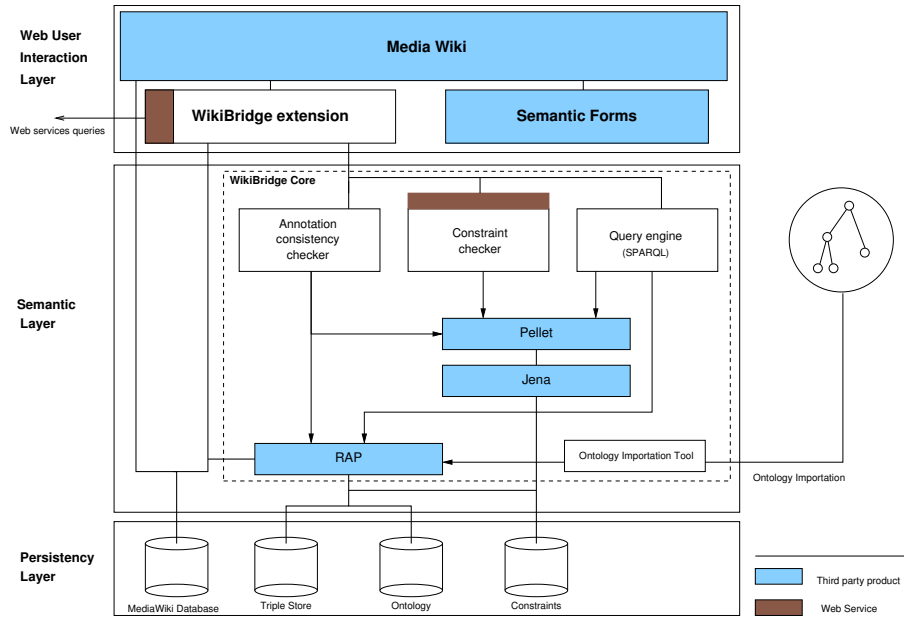 Web User
Interaction
Layer
Media Wiki
WikiBridge extension
Semantic Forms
Web services queries
WikiBridge Core
Annotation
consistency
checker
Constraint
checker
Query engine
(SPARQL)
Semantic
Layer
Pellet
Jena
RAP
Ontology Importation Tool
Ontology Importation
Persistency
Layer
MediaWiki Database
Triple Store
Ontology
Constraints
Third party product
Web Service